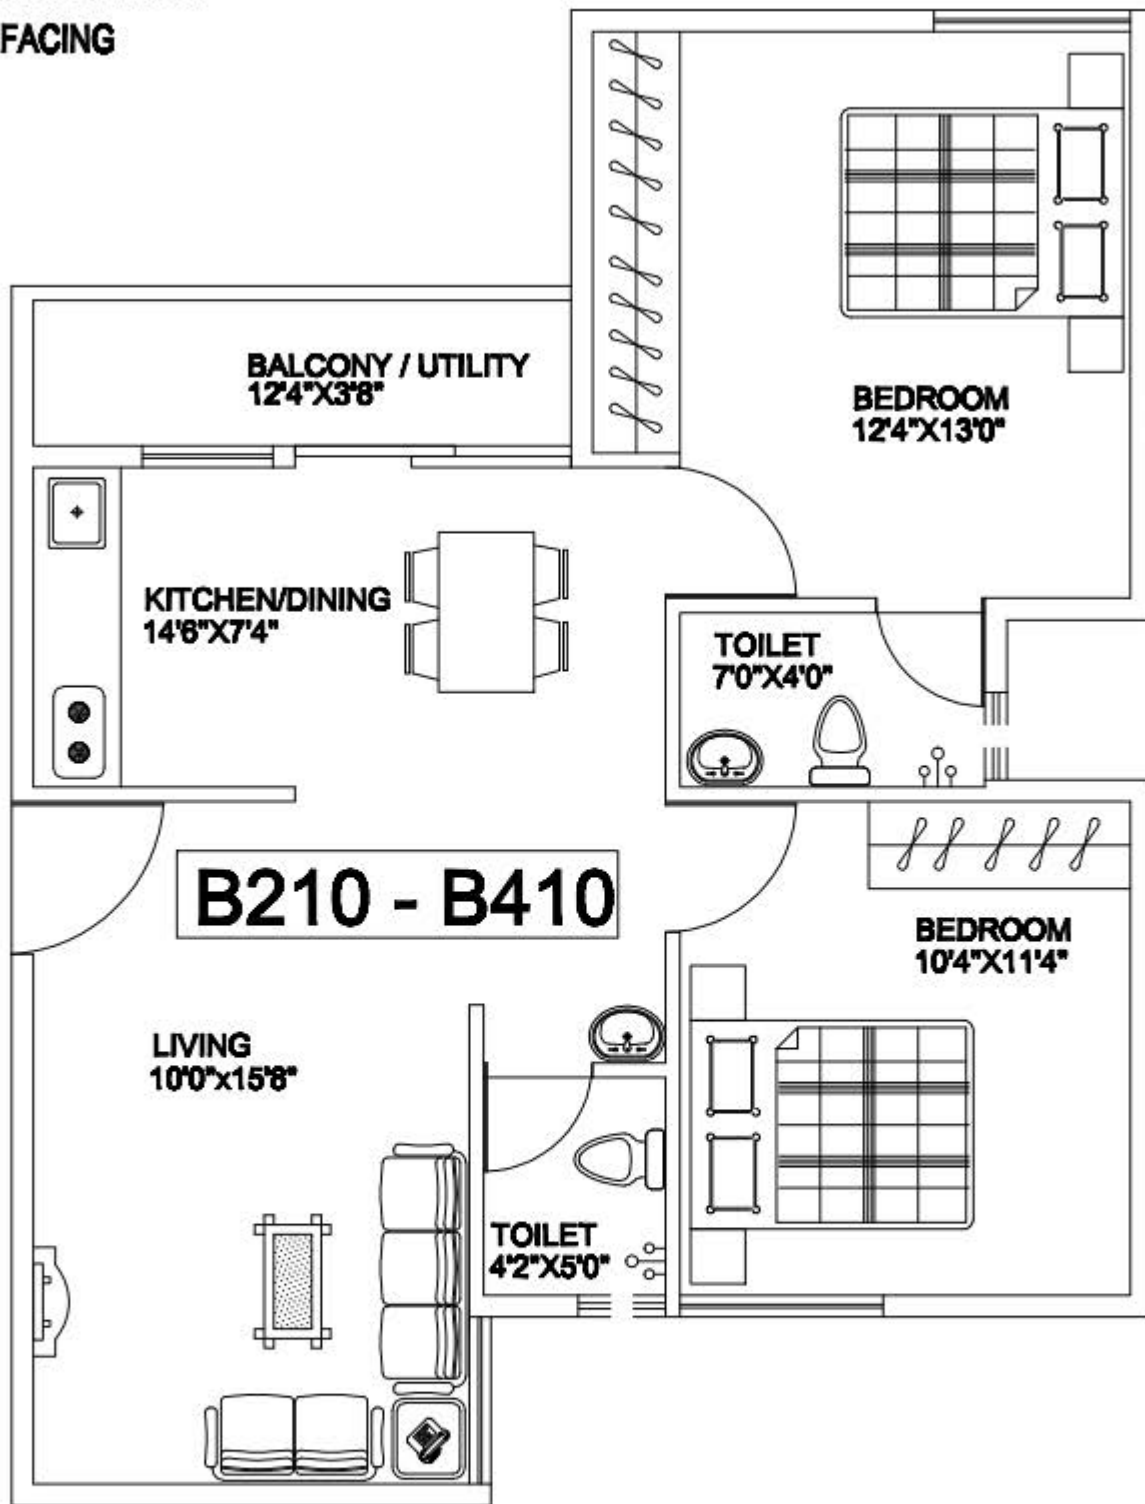 FACING
BALCONY / UTILITY
12'4"X3'8"
BEDROOM
12'4"X13'0"
KITCHEN/DINING
14'6"X7'4"
TOILET
7'0"X4'0"
B210 - B410
BEDROOM
10'4"X11'4"
LIVING
10'0"x15'8"
TOILET
4'2"X5'0"